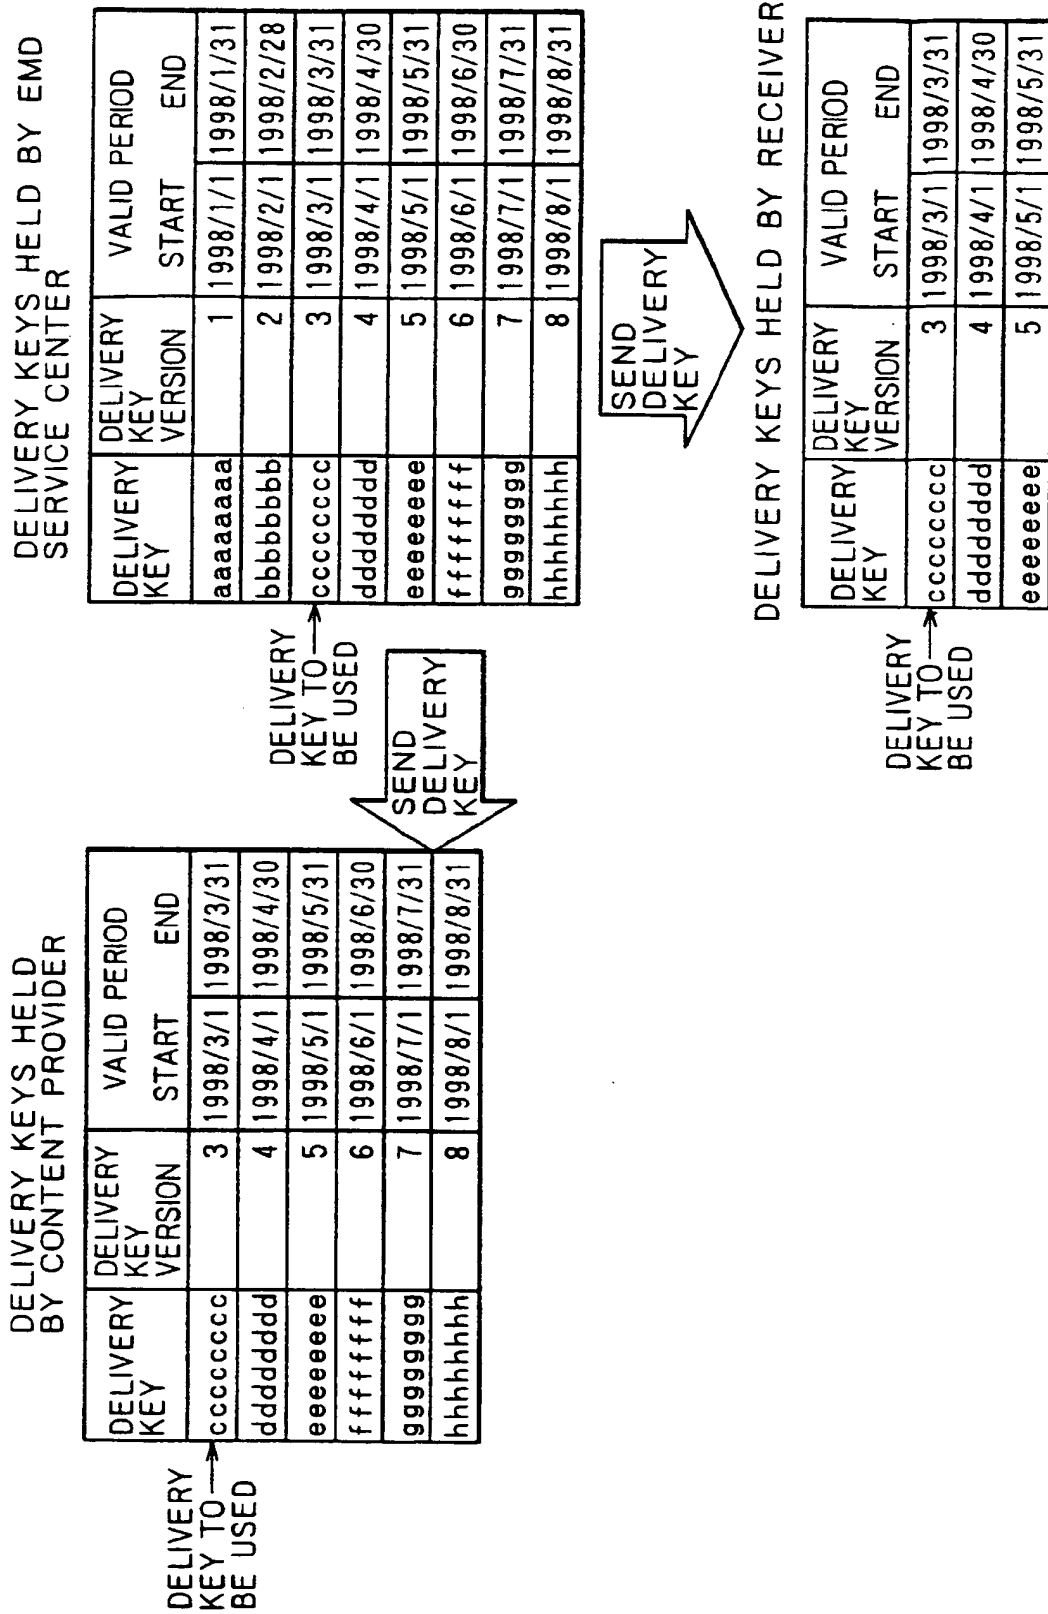 DELIVERY KEYS HELD
BY CONTENT PROVIDER
DELIVERY KEY | DELIVERY KEY VERSION | VALID PERIOD START END
cccccccc 3 1998/3/1 1998/3/31
dddddddd 4 1998/4/1 1998/4/30
eeeeeeee 5 1998/5/1 1998/5/31
ffffffff 6 1998/6/1 1998/6/30
gggggggg 7 1998/7/1 1998/7/31
hhhhhhhh 8 1998/8/1 1998/8/31
DELIVERY
KEY TO
BE USED
SEND
DELIVERY
KEY
DELIVERY KEYS HELD BY EMD
SERVICE CENTER
DELIVERY KEY | DELIVERY KEY VERSION | VALID PERIOD START END
aaaaaaaa 1 1998/1/1 1998/1/31
bbbbbbbb 2 1998/2/1 1998/2/28
cccccccc 3 1998/3/1 1998/3/31
dddddddd 4 1998/4/1 1998/4/30
eeeeeeee 5 1998/5/1 1998/5/31
ffffffff 6 1998/6/1 1998/6/30
gggggggg 7 1998/7/1 1998/7/31
hhhhhhhh 8 1998/8/1 1998/8/31
DELIVERY
KEY TO
BE USED
SEND
DELIVERY
KEY
DELIVERY KEYS HELD BY RECEIVER
DELIVERY KEY | DELIVERY KEY VERSION | VALID PERIOD START END
cccccccc 3 1998/3/1 1998/3/31
dddddddd 4 1998/4/1 1998/4/30
eeeeeeee 5 1998/5/1 1998/5/31
DELIVERY
KEY TO
BE USED